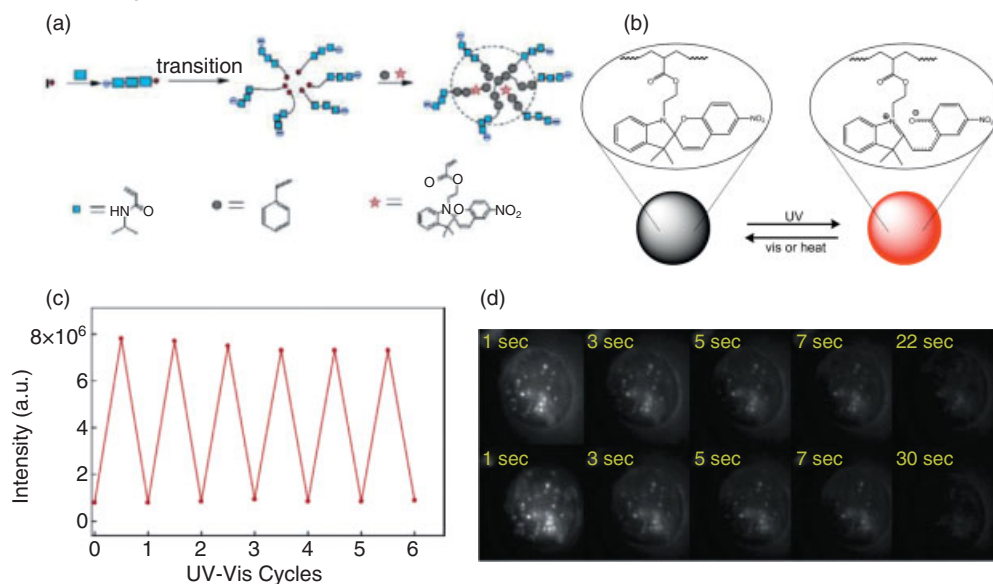 (a)
transition
HN
O
O
O
N O
NO₂
(b)
O
O
N
O
NO₂
UV
vis or heat
O
O
N
⊕
⊖
O
NO₂
(c)
8×10⁶
6
4
2
0
Intensity (a.u.)
0 1 2 3 4 5 6
UV-Vis Cycles
(d)
1 sec 3 sec 5 sec 7 sec 22 sec
1 sec 3 sec 5 sec 7 sec 30 sec